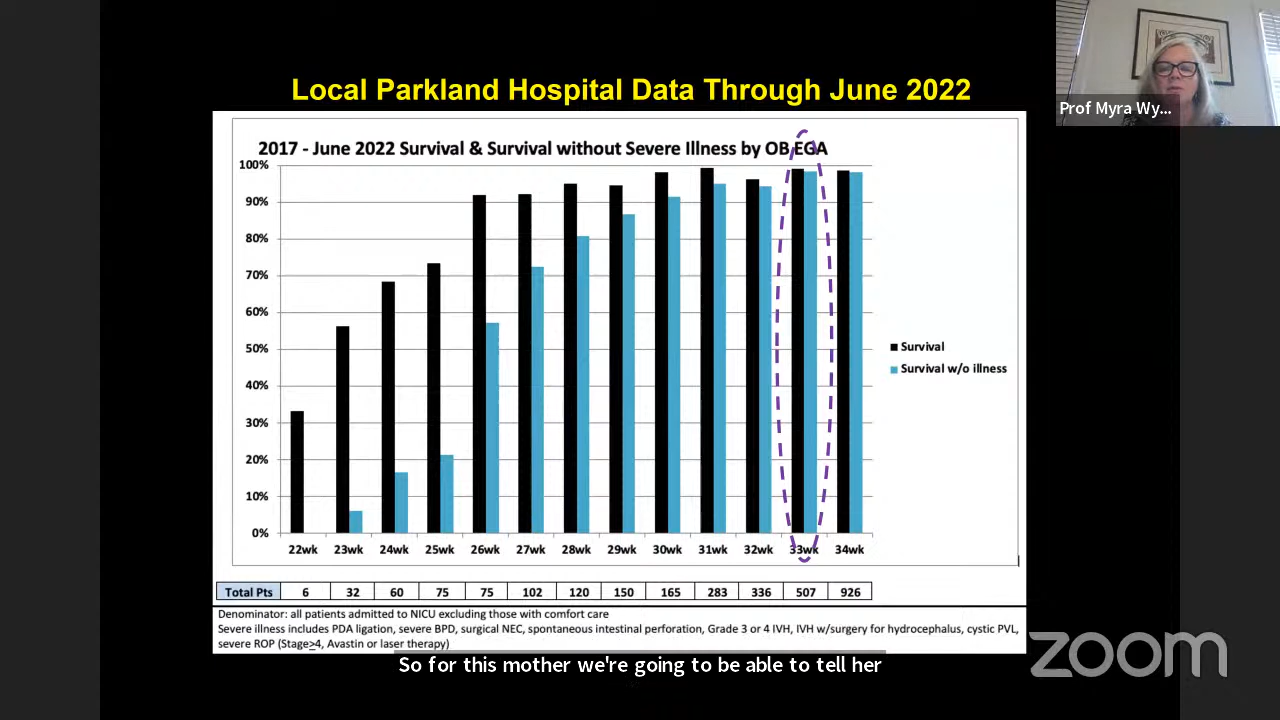 Local Parkland Hospital Data Through June 2022
Prof Myra Wy...
2017 - June 2022 Survival & Survival without Severe Illness by OB EGA
100%
90%
80%
70%
60%
50%
40%
30%
20%
10%
0%
22wk 23wk 24wk 25wk 26wk 27wk 28wk 29wk 30wk 31wk 32wk 33wk 34wk
Survival
Survival w/o illness
Total Pts 6 32 60 75 75 102 120 150 165 283 336 507 926
Denominator: all patients admitted to NICU excluding those with comfort care
Severe illness includes PDA ligation, severe BPD, surgical NEC, spontaneous intestinal perforation, Grade 3 or 4 IVH, IVH w/surgery for hydrocephalus, cystic PVL,
severe ROP (Stage≥4, Avastin or laser therapy)
So for this mother we're going to be able to tell her
zoom